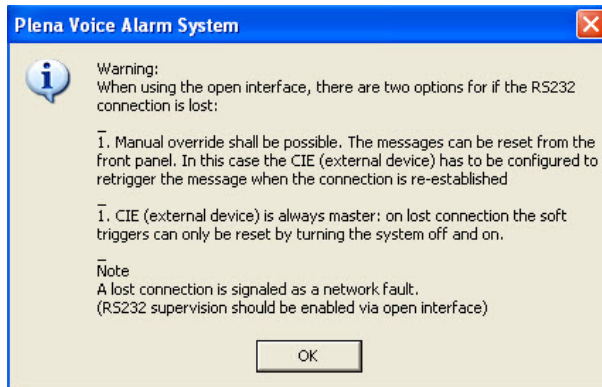 Plena Voice Alarm System
Warning:
When using the open interface, there are two options for if the RS232
connection is lost:
_
1. Manual override shall be possible. The messages can be reset from the
front panel. In this case the CIE (external device) has to be configured to
retrigger the message when the connection is re-established
_
1. CIE (external device) is always master: on lost connection the soft
triggers can only be reset by turning the system off and on.
_
Note
A lost connection is signaled as a network fault.
(RS232 supervision should be enabled via open interface)
OK